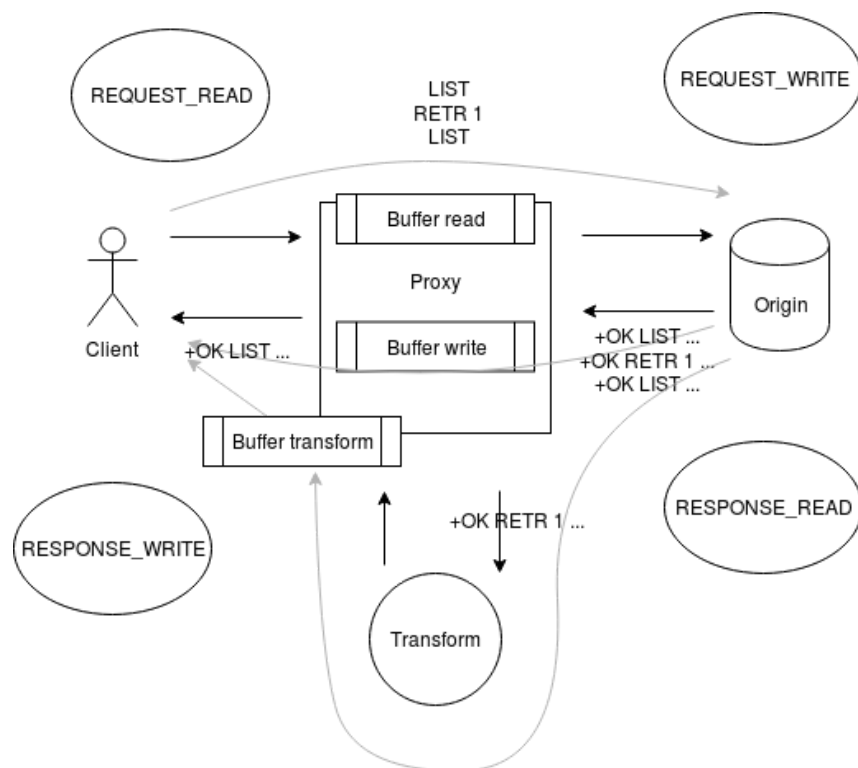 REQUEST_READ
REQUEST_WRITE
LIST
RETR 1
LIST
Buffer read
Proxy
Origin
Client
+OK LIST ...
Buffer write
+OK LIST ...
+OK RETR 1 ...
+OK LIST ...
Buffer transform
RESPONSE_WRITE
+OK RETR 1 ...
RESPONSE_READ
Transform